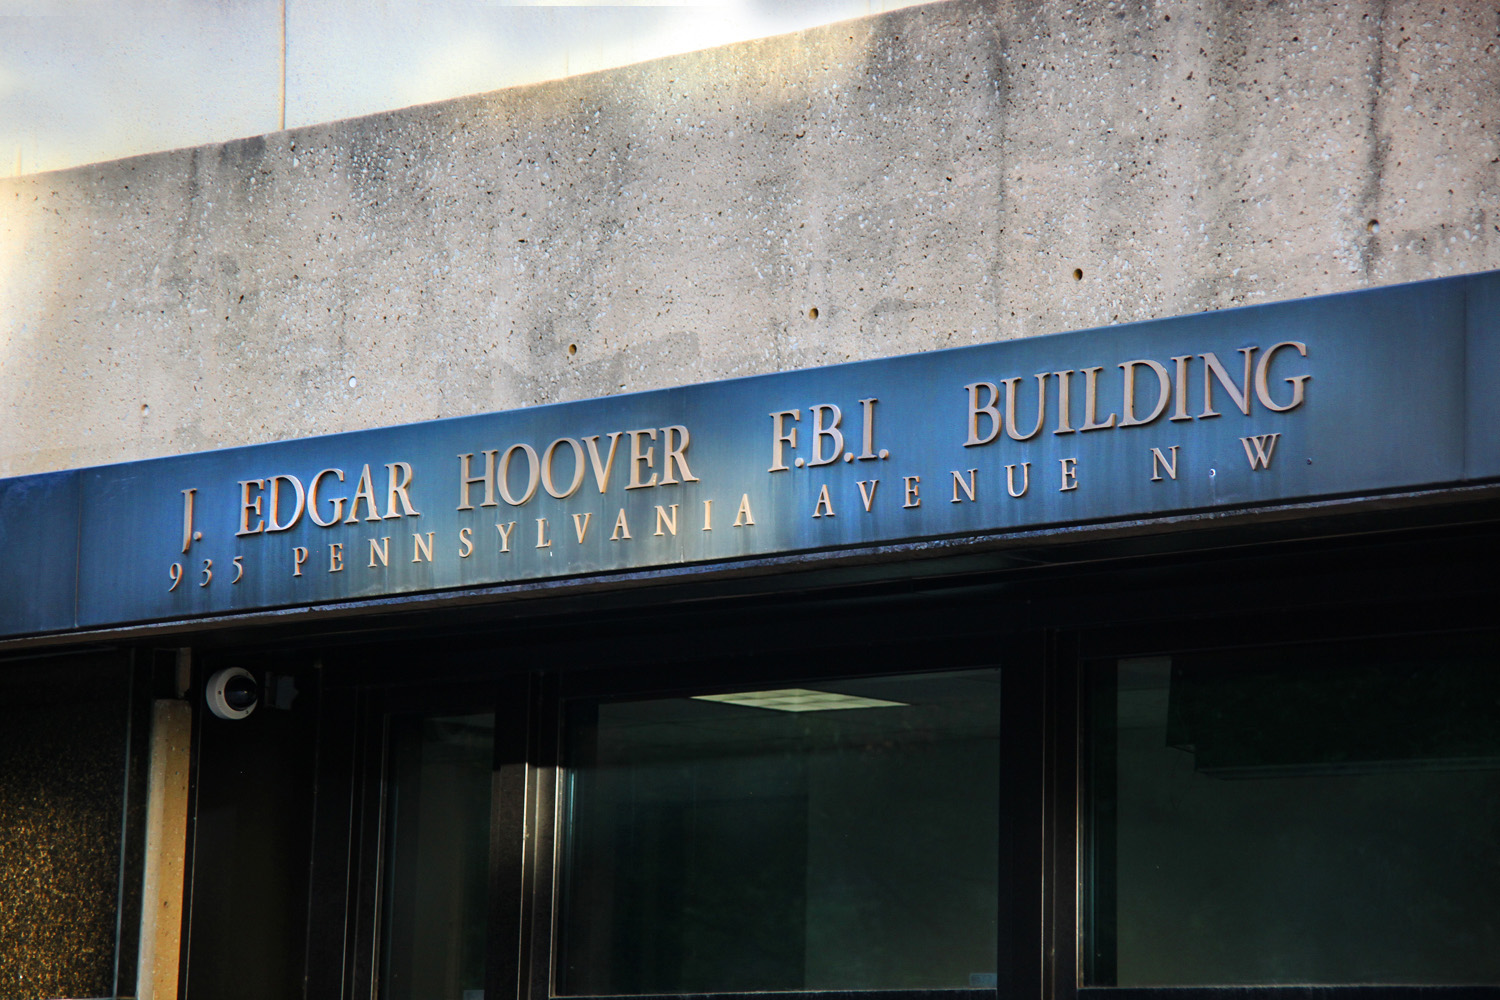 J. EDGAR HOOVER F.B.I. BUILDING
935 PENNSYLVANIA AVENUE N.W.